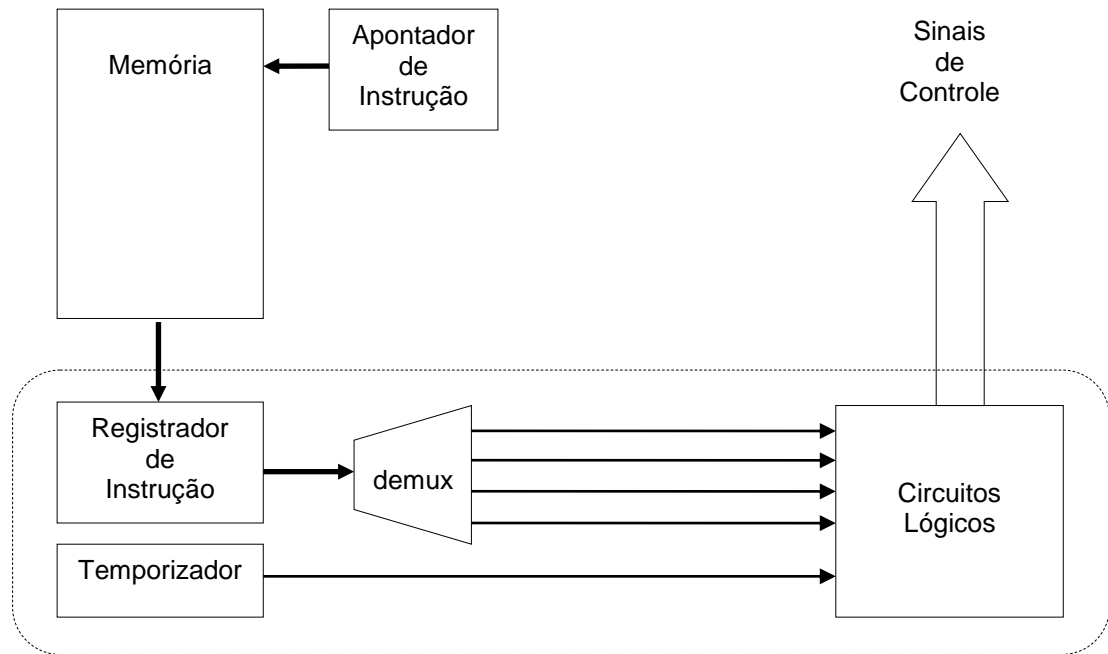 Memória
Apontador
de
Instrução
Sinais
de
Controle
Registrador
de
Instrução
demux
Circuitos
Lógicos
Temporizador